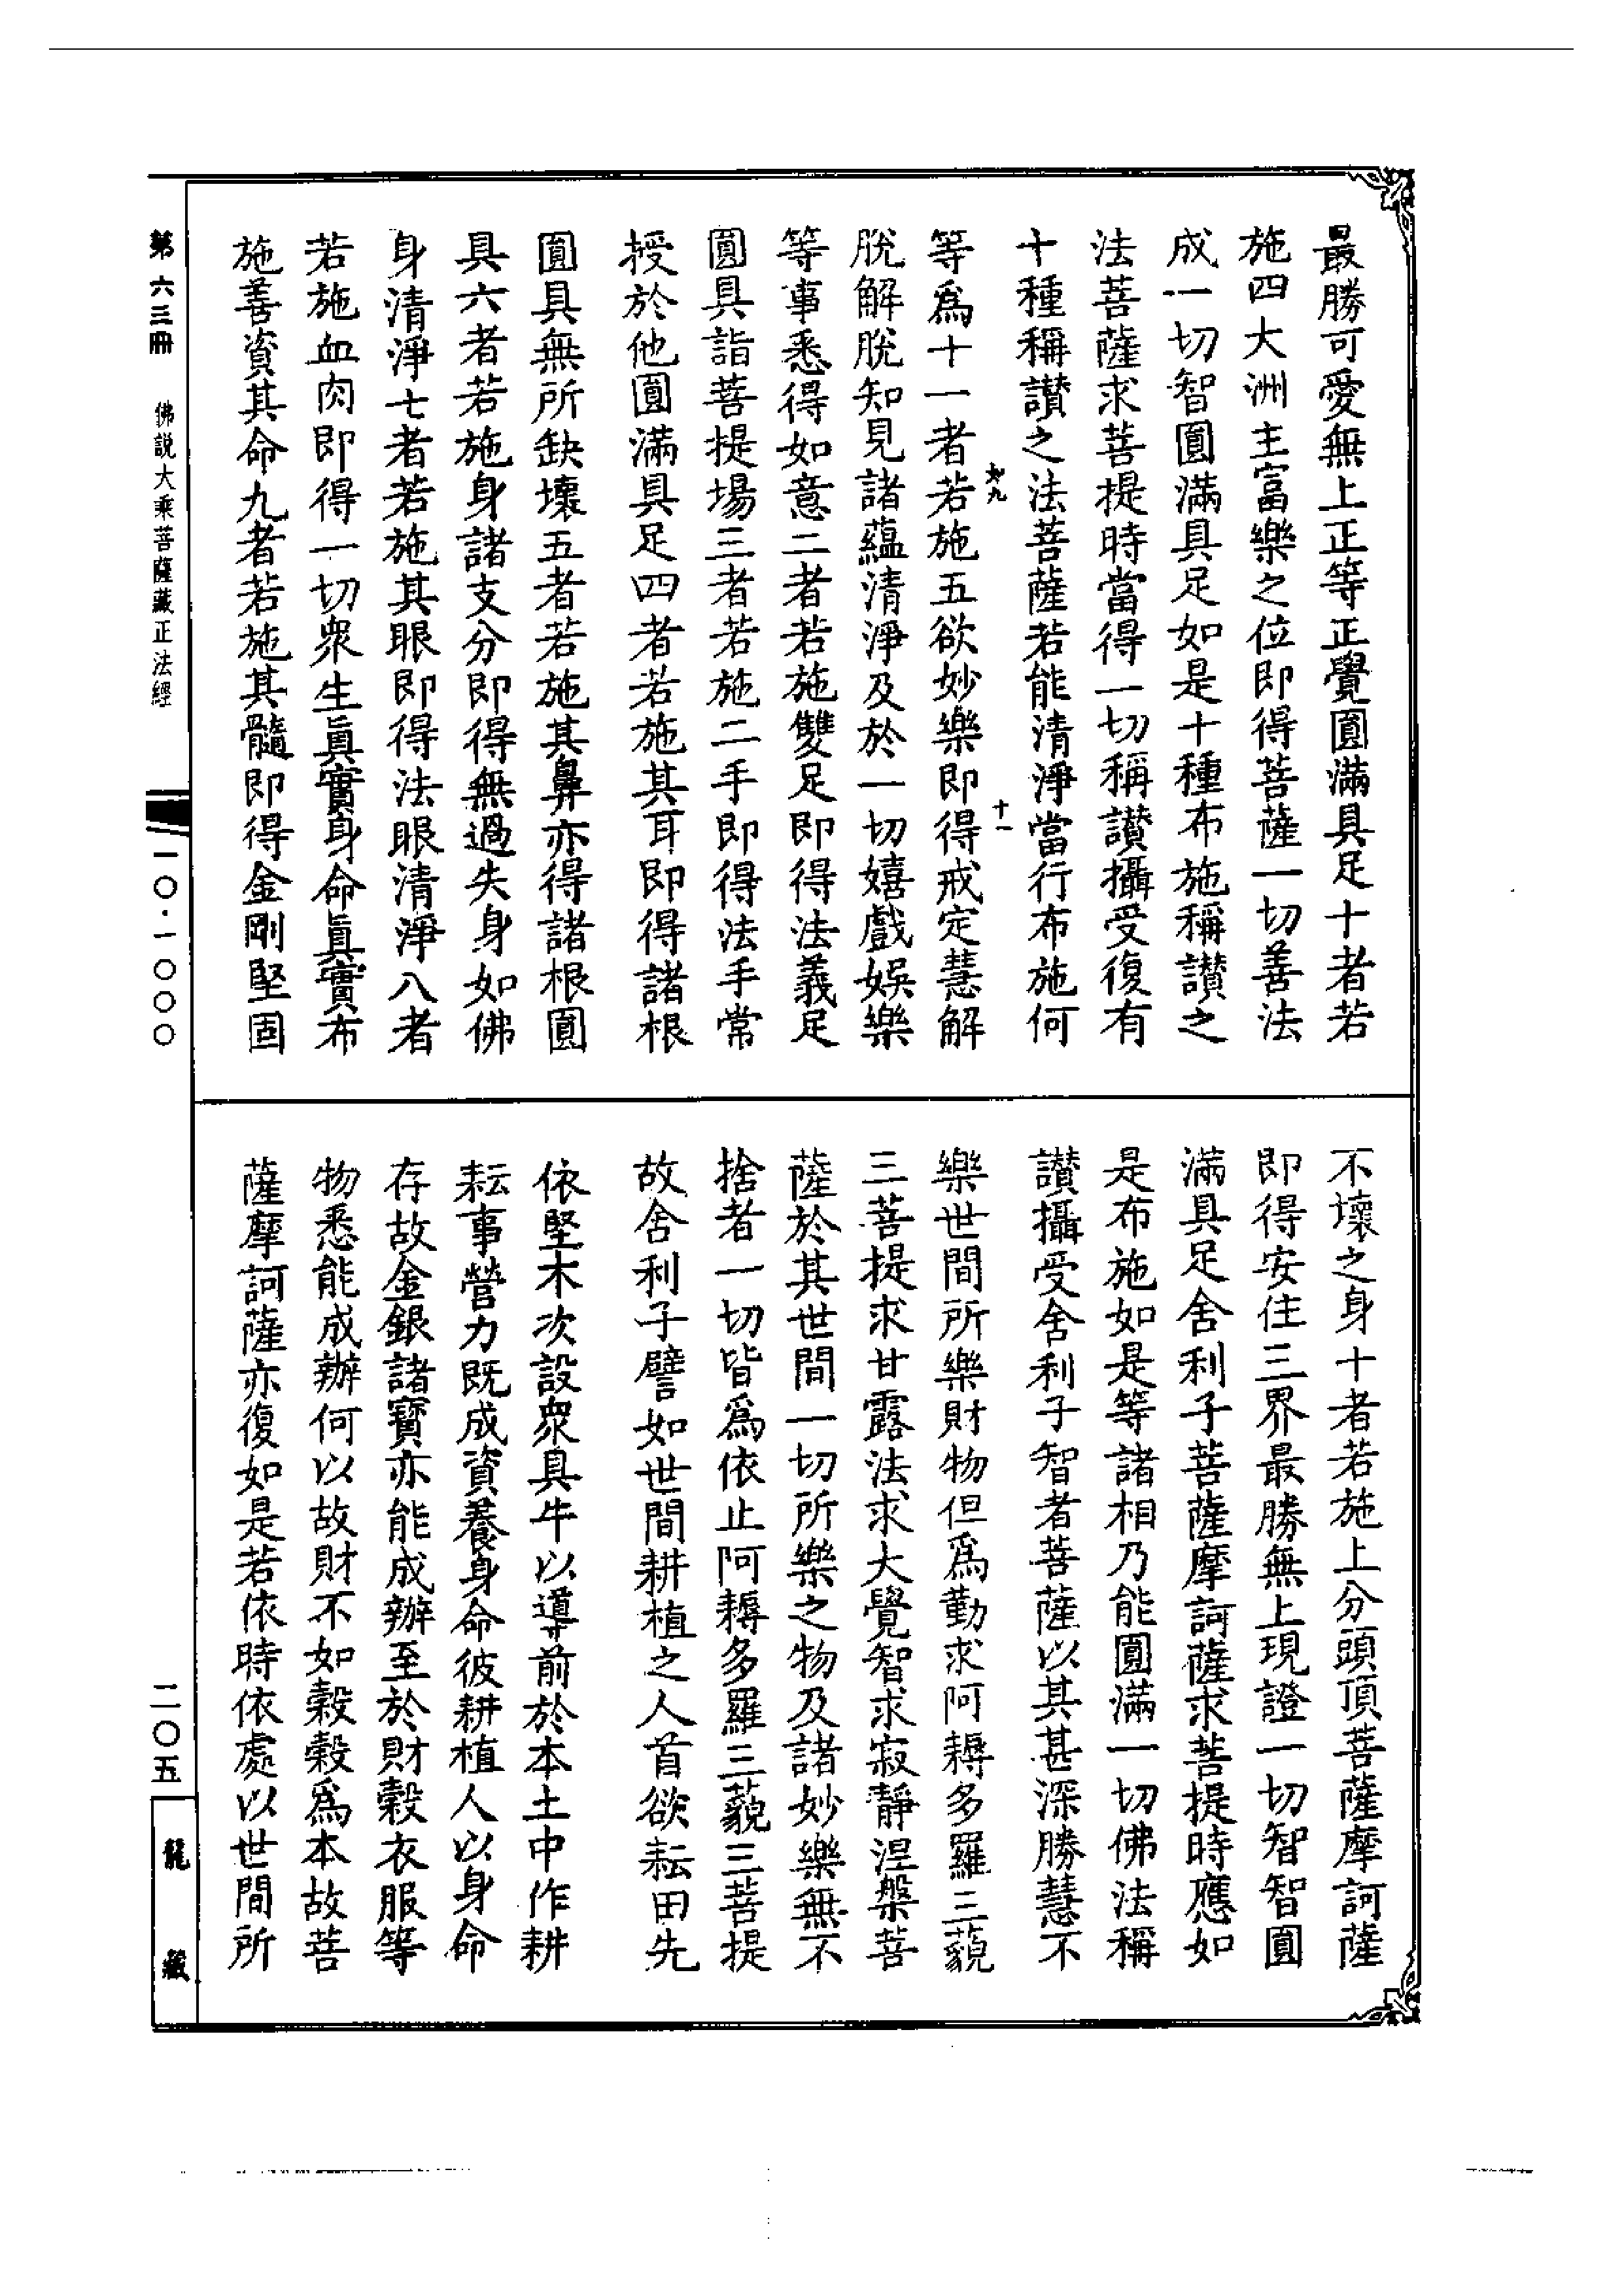 最勝可愛無上正等正覺圓滿具足十者若
施四大洲主富樂之位即得菩薩一切善法
成一切智圓滿具足如是十種布施稱讚之
法菩薩求菩提時當得一切稱讚攝受復有
十種稱讚之法菩薩若能清淨當行布施何
等爲十一者若施五欲妙樂即得戒定慧解
脫解脫知見諸蘊清淨及於一切嬉戲娛樂
等事悉得如意二者若施雙足即得法義足
圓具詣菩提場三者若施二手即得法手常
授於他圓滿具足四者若施其耳即得諸根
圓具無所缺壞五者若施其鼻亦得諸根圓
具六者若施身諸支分即得無過失身如佛
身清淨七者若施其眼即得法眼清淨八者
若施血肉即得一切衆生眞實身命眞實布
施善資其命九者若施其髓即得金剛堅固
不壞之身十者若施上分頭頂菩薩摩訶薩
即得安住三界最勝無上現證一切智智圓
滿具足舍利子菩薩摩訶薩求菩提時應如
是布施如是等諸相乃能圓滿一切佛法稱
讚攝受舍利子智者菩薩以其甚深勝慧不
樂世間所樂財物但爲勤求阿耨多羅三藐
三菩提求甘露法求大覺智求寂靜涅槃菩
薩於其世間一切所樂之物及諸妙樂無不
捨者一切皆爲依止阿耨多羅三藐三菩提
故舍利子譬如世間耕植之人首欲耘田先
依堅木次設衆具牛以導前於本土中作耕
耘事營力既成資養身命彼耕植人以身命
存故金銀諸寶亦能成辦至於財穀衣服等
物悉能成辦何以故財不如穀穀爲本故菩
薩摩訶薩亦復如是若依時依處以世間所
第六三冊 佛説大乘菩薩藏正法經 一〇·一〇〇〇 二〇五 龍藏
九
十一